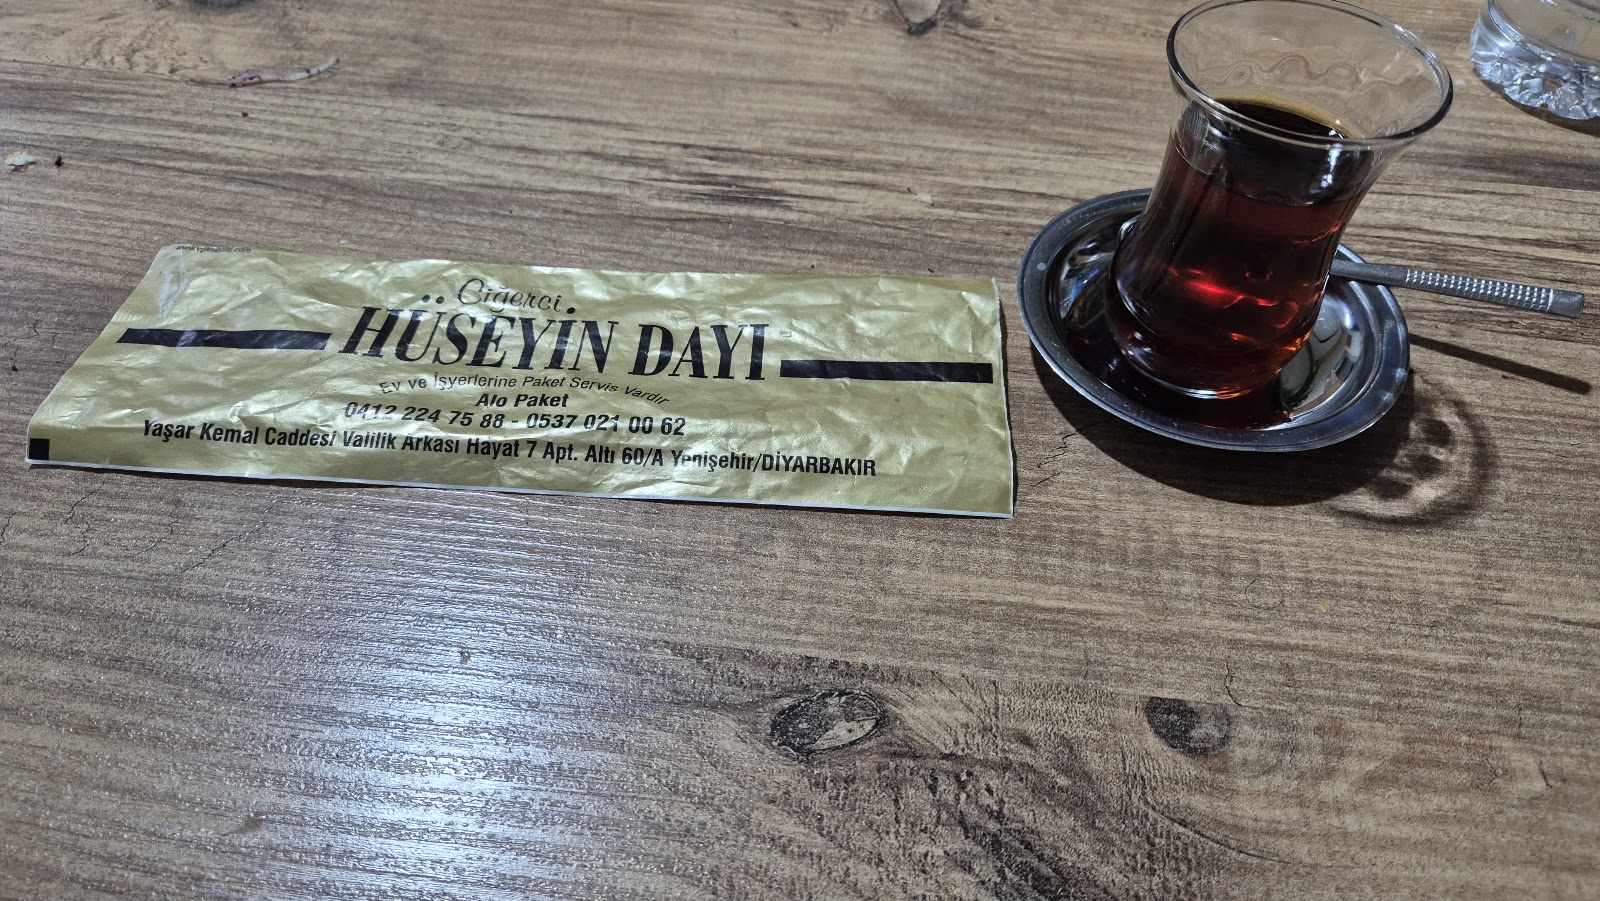 Ciğerci
HÜSEYİN DAYI
Ev ve İşyerlerine Paket Servis Vardır
Alo Paket
0412 224 75 88 - 0537 021 00 62
Yaşar Kemal Caddesi Valilik Arkası Hayat 7 Apt. Altı 60/A Yenişehir/DİYARBAKIR